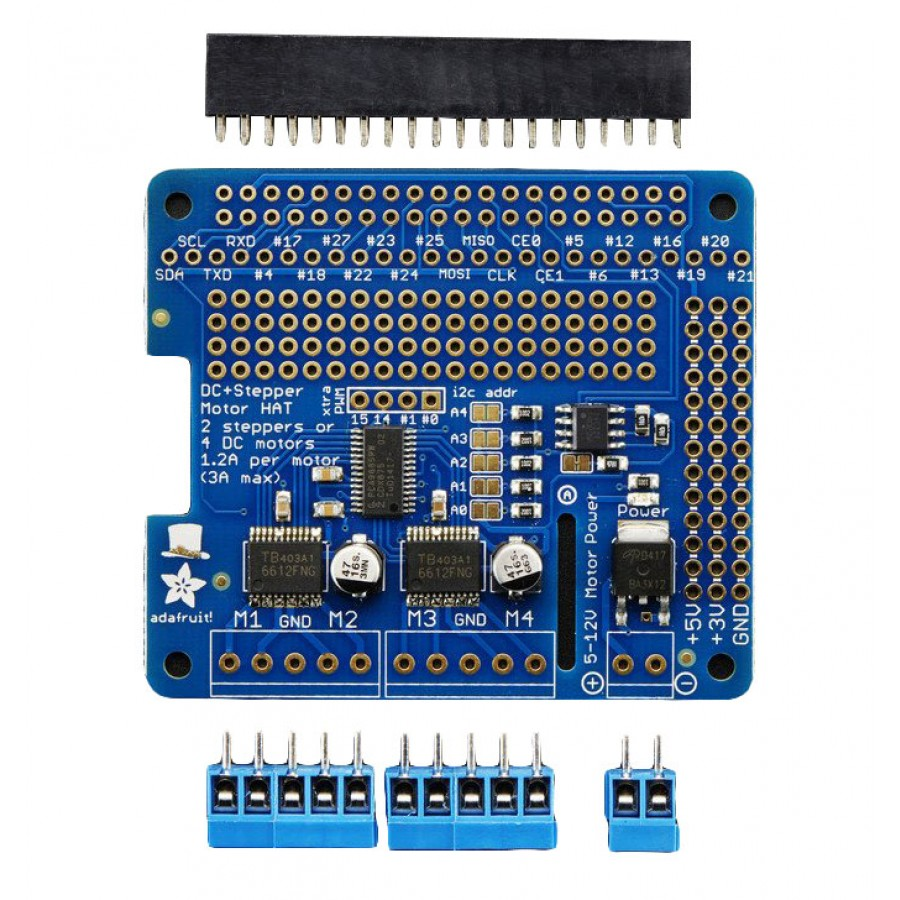 SCL RXD #17 #27 #23 #25 MISO CE0 #5 #12 #16 #20
SDA TXD #4 #18 #22 #24 MOSI CLK CE1 #6 #13 #19 #21
DC+Stepper
Motor HAT
2 steppers or
4 DC motors
1.2A per motor
(3A max)
xtra
PWM
15 14 #1 #0
i2c addr
A4
A3
A2
A1
A0
PCA9685PW
TB403A1
6612FNG
47
16S
3MN
TB403A1
6612FNG
47
16S
Power
D417
5-12V Motor Power
+5V
+3V
GND
adafruit!
M1 GND M2
M3 GND M4
+
-